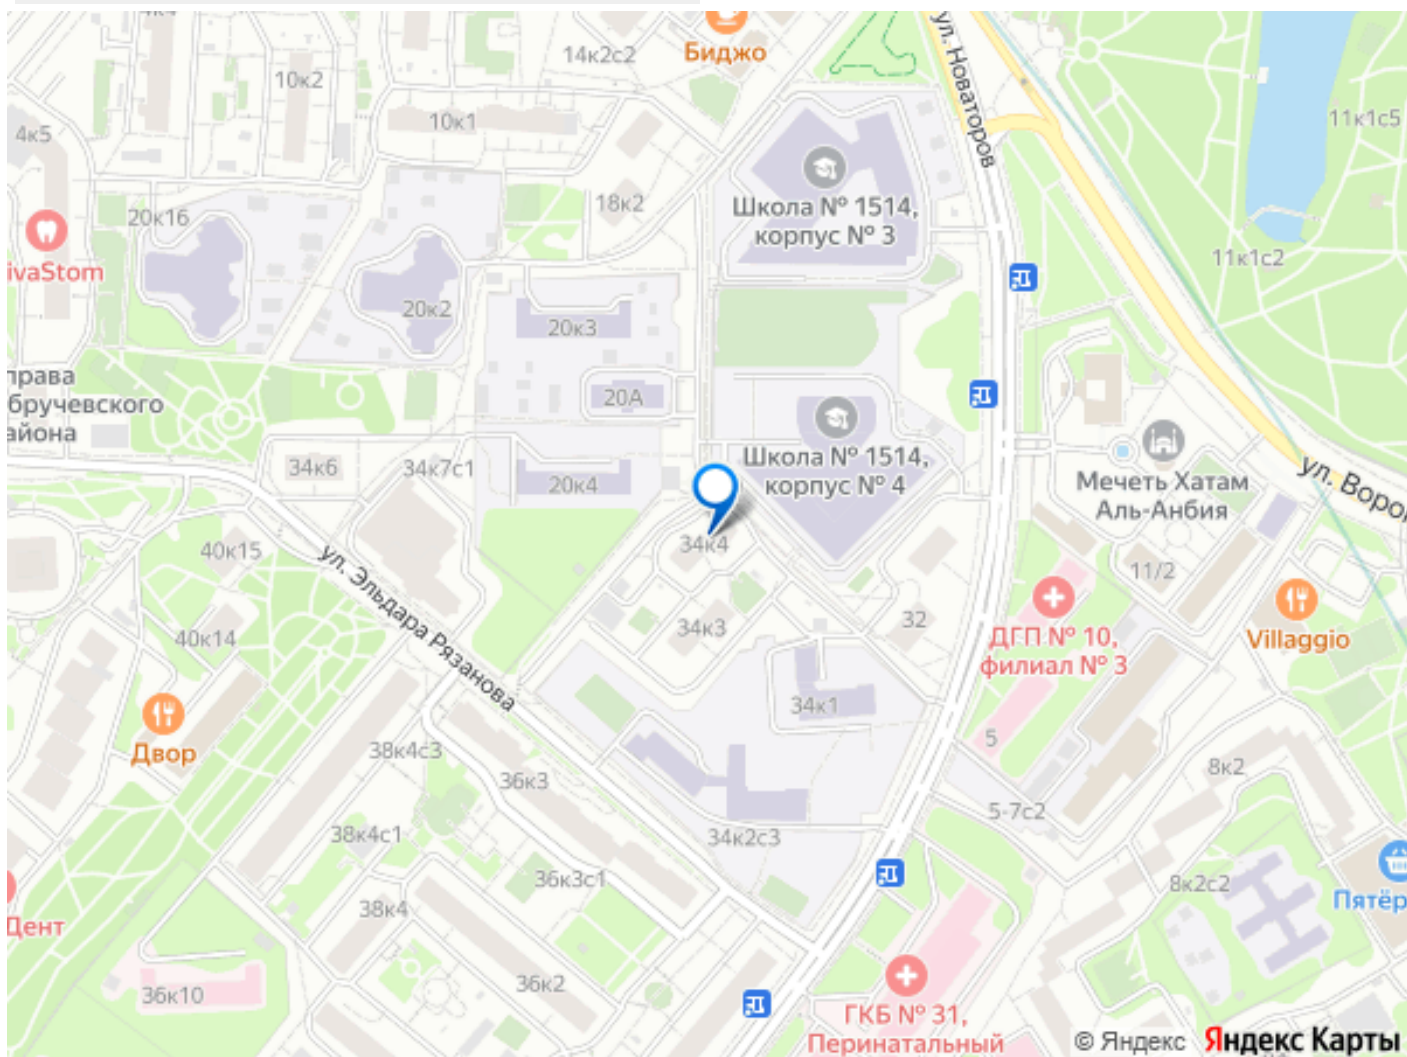 14к2с2
Биджо
10к2
10к1
4к5
ул. Новаторов
11к1с5
Школа № 1514,
корпус № 3
18к2
20к16
ivaStom
11к1с2
20к2
20к3
права
бручевского
айона
20А
Школа № 1514,
корпус № 4
34к6
34к7с1
20к4
Мечеть Хатам
Аль-Анбия
ул. Ворон
40к15
34к4
11/2
ул. Эльдара Рязанова
40к14
34к3
32
ДГП № 10,
филиал № 3
Villaggio
34к1
Двор
38к4с3
36к3
5
8к2
5-7с2
38к4с1
34к2с3
36к3с1
8к2с2
Пятёр
38к4
Дент
36к10
36к2
ГКБ № 31,
Перинатальный
© Яндекс Яндекс Карты